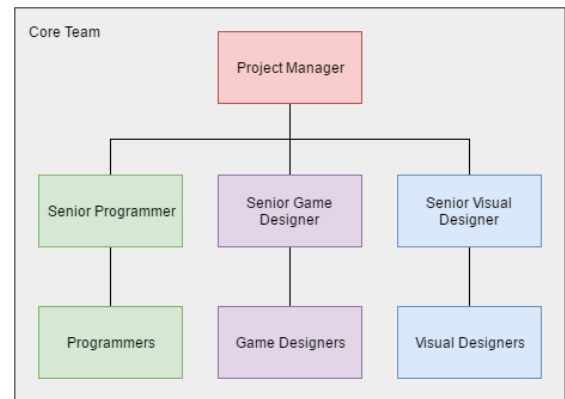 Core Team
Project Manager
Senior Programmer
Senior Game
Designer
Senior Visual
Designer
Programmers
Game Designers
Visual Designers